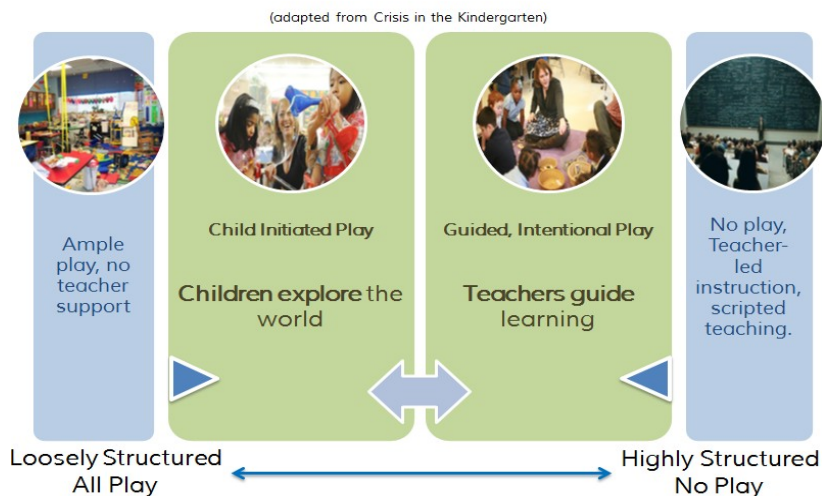 (adapted from Crisis in the Kindergarten)
Ample
play, no
teacher
support
Child Initiated Play
Children explore the
world
Guided, Intentional Play
Teachers guide
learning
No play,
Teacher-
led
instruction,
scripted
teaching.
Loosely Structured
All Play
Highly Structured
No Play